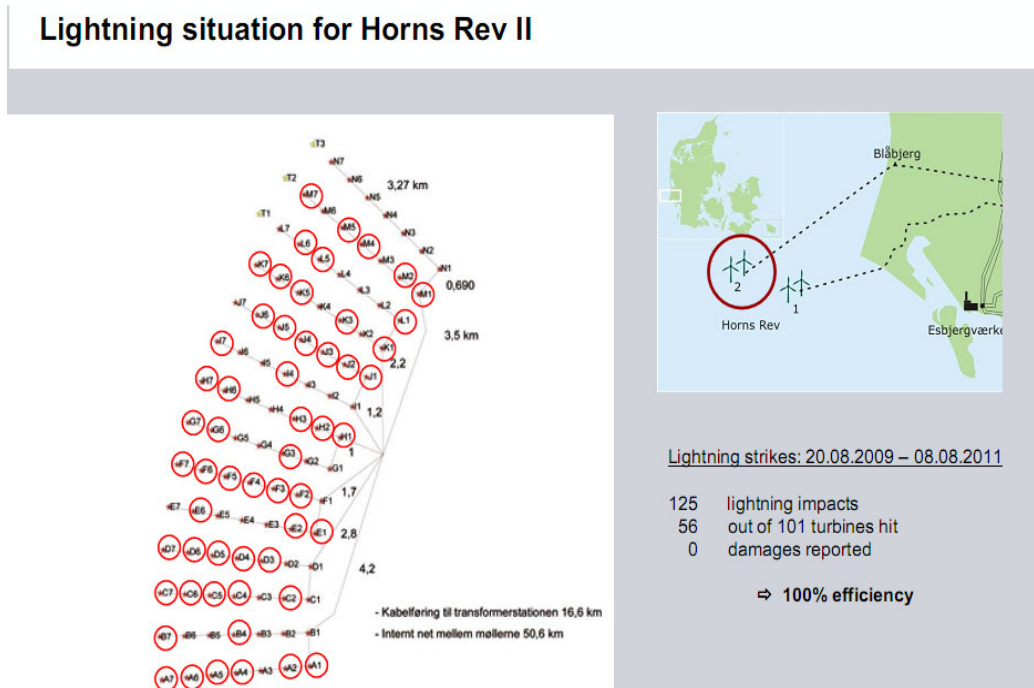 Lightning situation for Horns Rev II
T3
N7
T2
N6
3,27 km
M7
N5
M6
N4
T1
M5
L7
M4
N3
L6
N2
L5
M3
N1
K7
L4
M2
K6
0,690
K5
L3
M1
J7
K4
L2
J6
K3
L1
J5
K2
3,5 km
I7
J4
K1
I6
J3
2,2
I5
J2
H7
I4
J1
H6
I3
H5
I2
H4
I1
1,2
G7
H3
G6
H2
G5
H1
G4
1
G3
F7
G2
F6
G1
F5
F4
F3
1,7
F2
F1
E7
E6
E5
E4
E3
E2
E1
2,8
D7
D6
D5
D4
D3
D2
D1
4,2
C7
C6
C5
C4
C3
C2
C1
- Kabelføring til transformerstationen 16,6 km
- Internt net mellem møllerne 50,6 km
B7
B6
B5
B4
B3
B2
B1
A7
A6
A5
A4
A3
A2
A1
Blåbjerg
2
1
Horns Rev
Esbjergværke
Lightning strikes: 20.08.2009 – 08.08.2011
125 lightning impacts
56 out of 101 turbines hit
0 damages reported
⇨ 100% efficiency